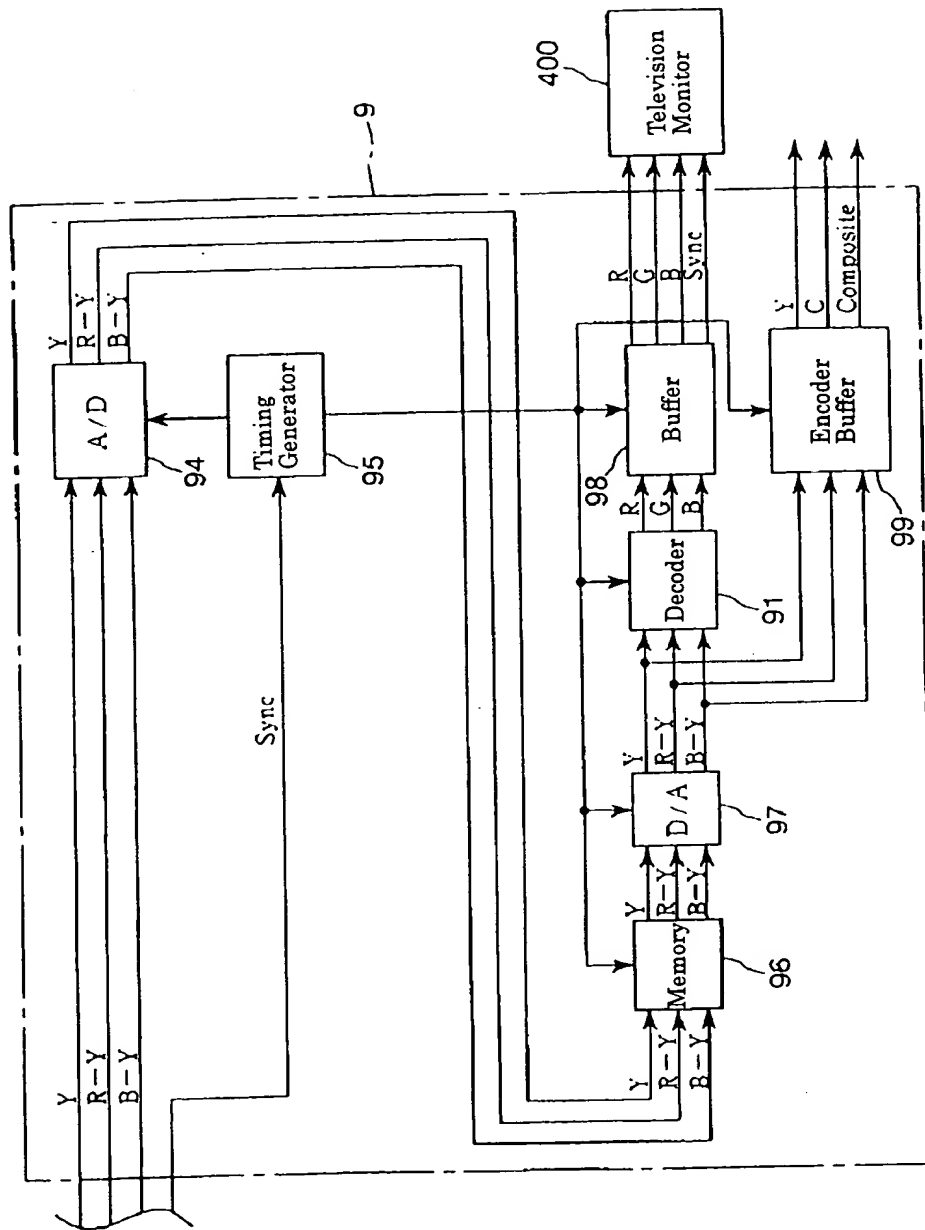 9
Y
R-Y
B-Y
Sync
A/D
94
Y
R-Y
B-Y
Timing
Generator
95
Y
R-Y
B-Y
Memory
96
Y
R-Y
B-Y
D/A
97
Y
R-Y
B-Y
Decoder
91
R
G
B
Buffer
98
R
G
B
Sync
Television
Monitor
400
Encoder
Buffer
99
Y
C
Composite